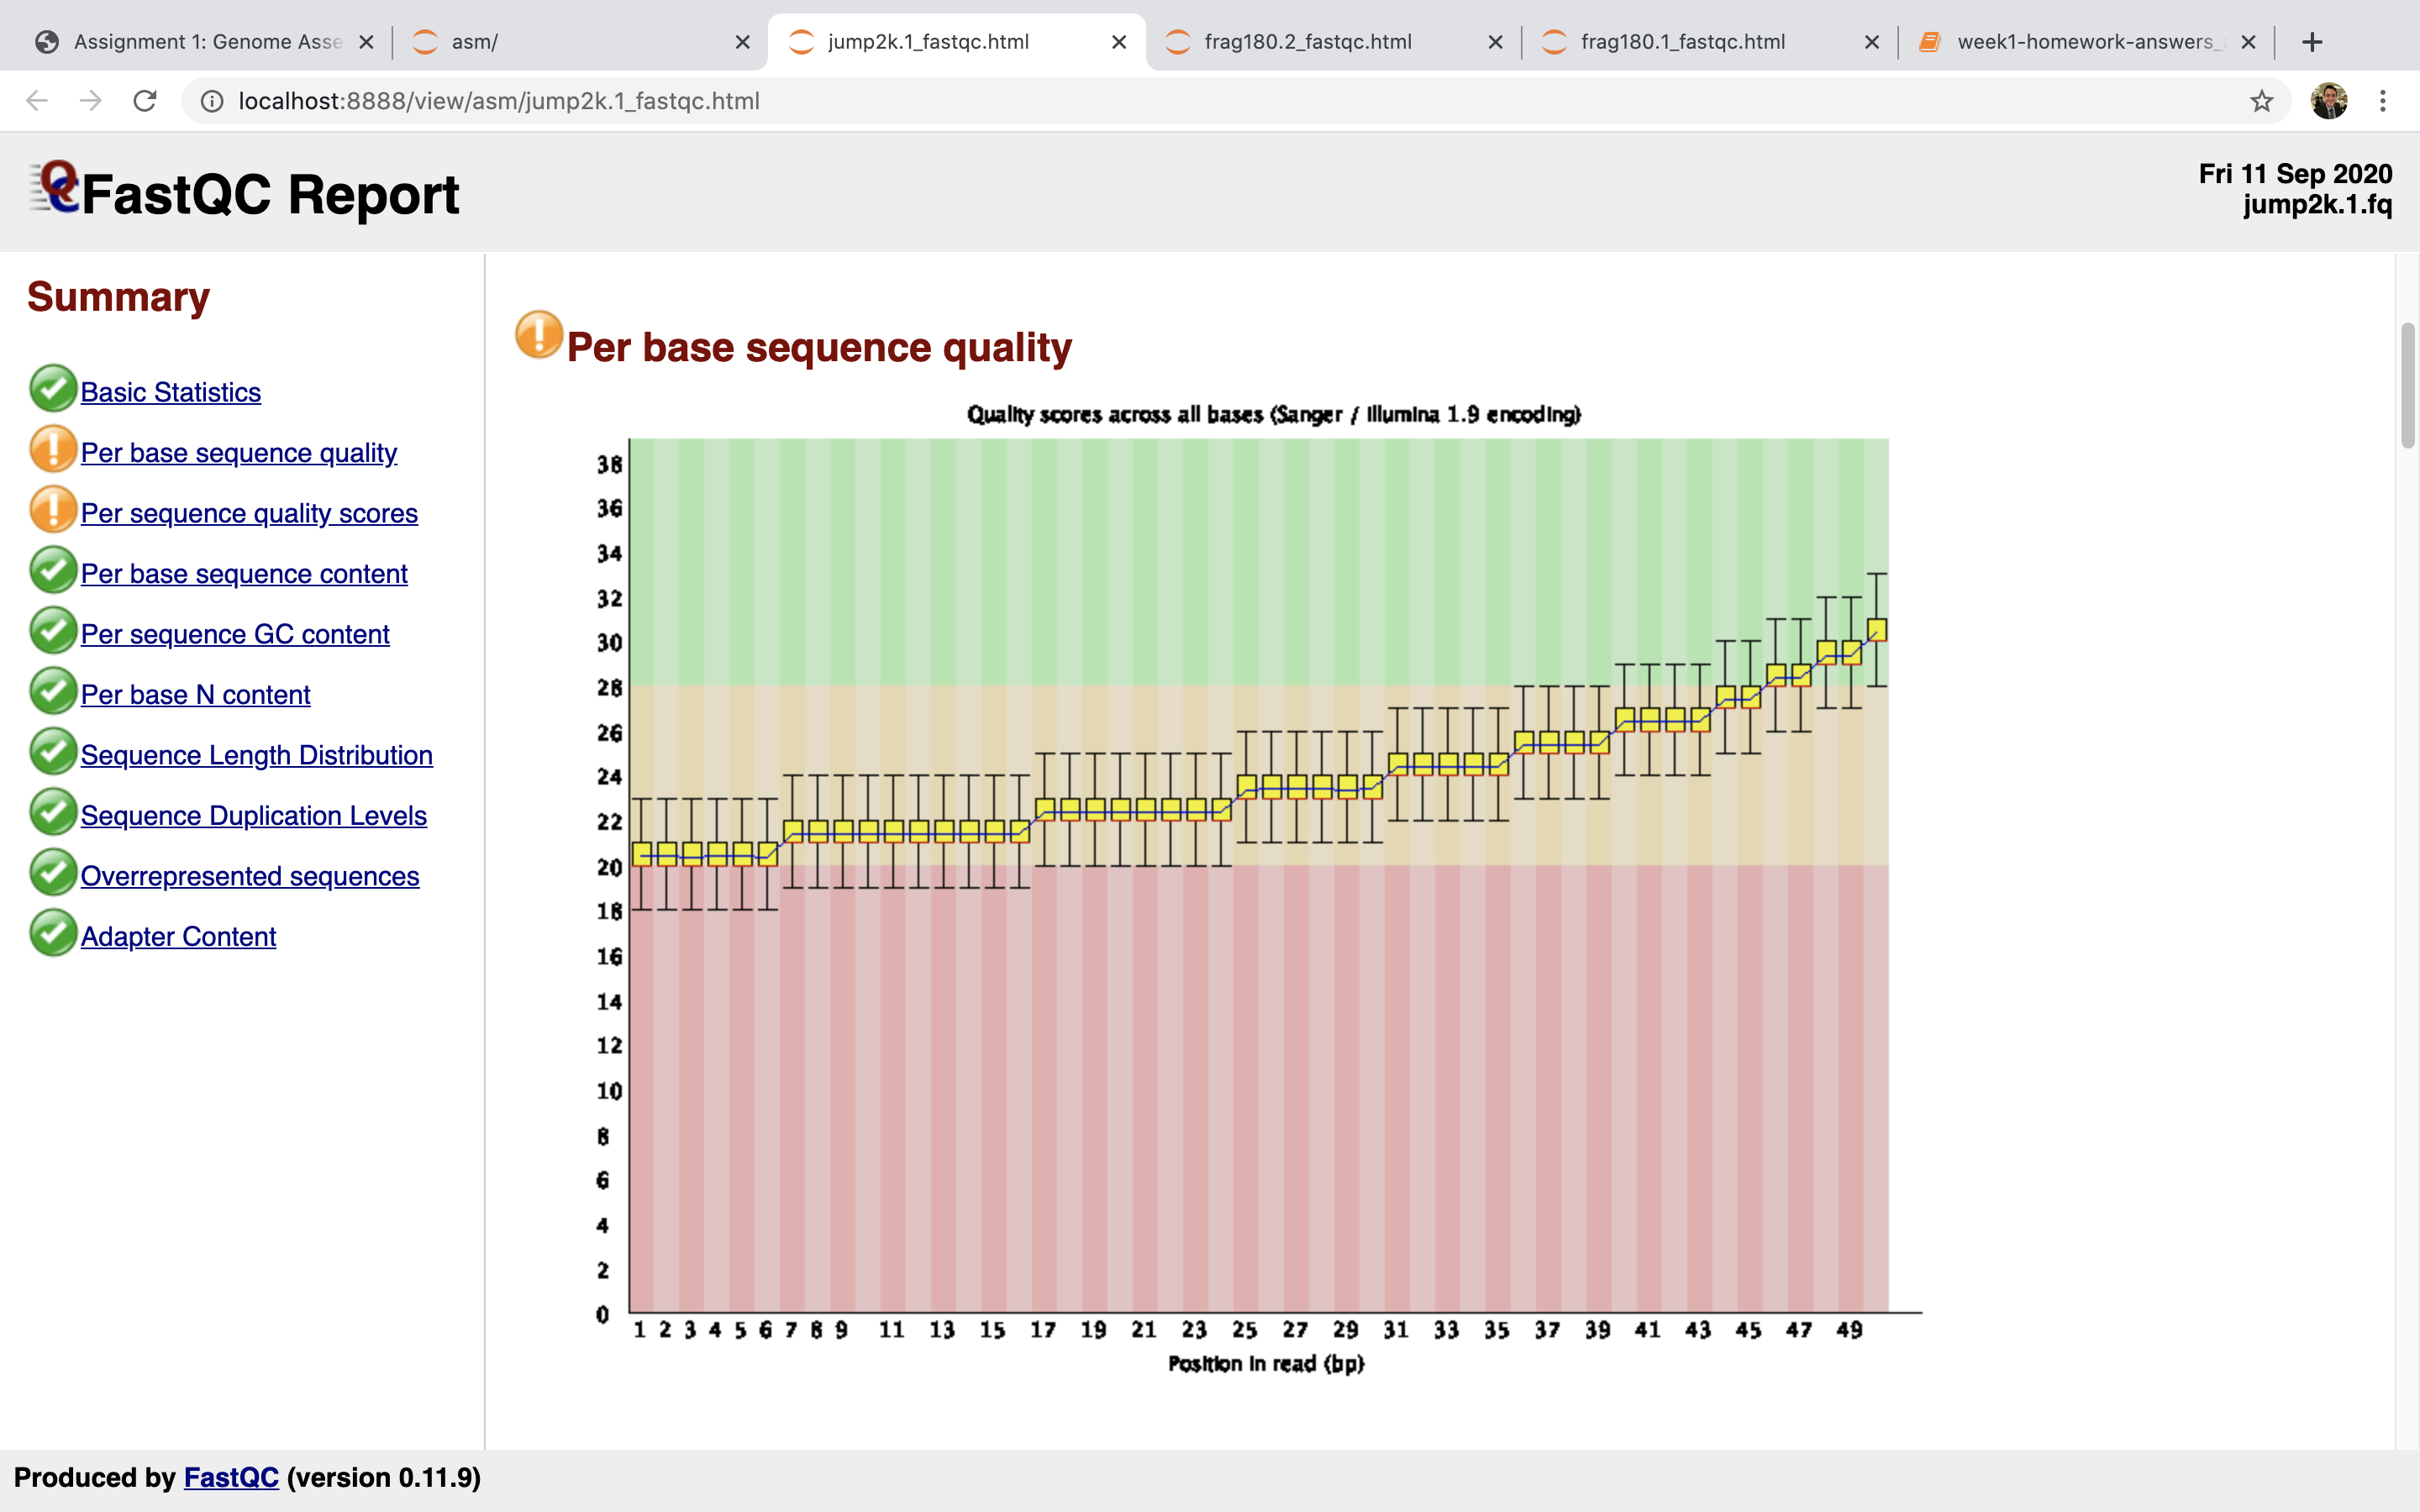 Assignment 1: Genome Asse
asm/
jump2k.1_fastqc.html
frag180.2_fastqc.html
frag180.1_fastqc.html
week1-homework-answers_
localhost:8888/view/asm/jump2k.1_fastqc.html
FastQC Report
Fri 11 Sep 2020
jump2k.1.fq
Summary
Basic Statistics
Per base sequence quality
Per sequence quality scores
Per base sequence content
Per sequence GC content
Per base N content
Sequence Length Distribution
Sequence Duplication Levels
Overrepresented sequences
Adapter Content
Per base sequence quality
Quality scores across all bases (Sanger / Illumina 1.9 encoding)
38
36
34
32
30
28
26
24
22
20
18
16
14
12
10
8
6
4
2
0
1 2 3 4 5 6 7 8 9 11 13 15 17 19 21 23 25 27 29 31 33 35 37 39 41 43 45 47 49
Position in read (bp)
Produced by FastQC (version 0.11.9)